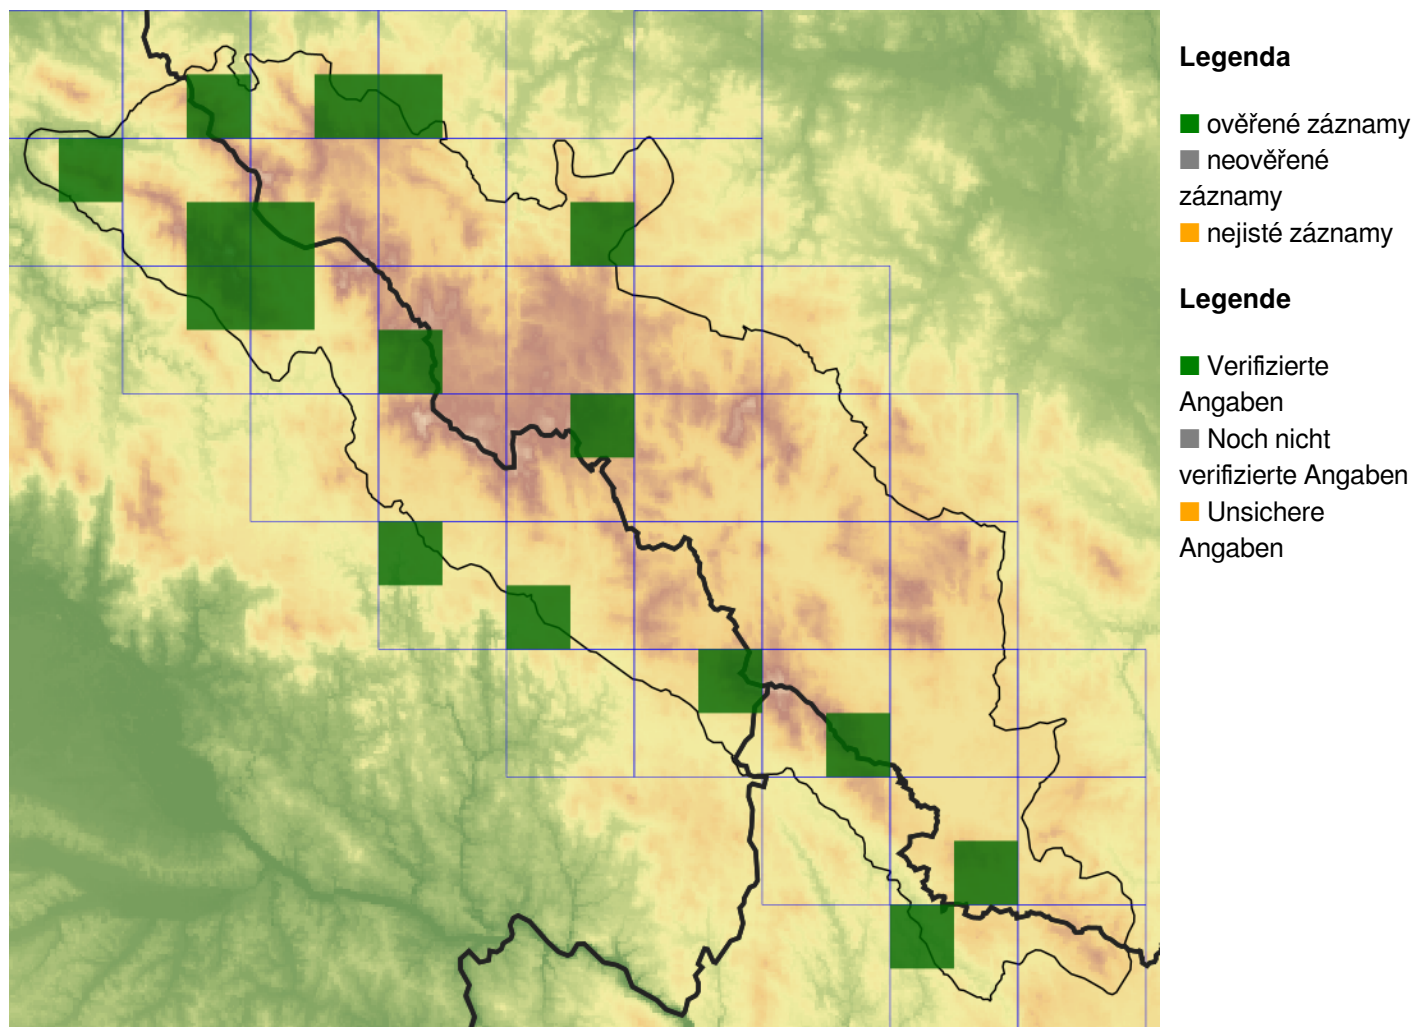 Legenda
ověřené záznamy
neověřené
záznamy
nejisté záznamy
Legende
Verifizierte
Angaben
Noch nicht
verifizierte Angaben
Unsichere
Angaben